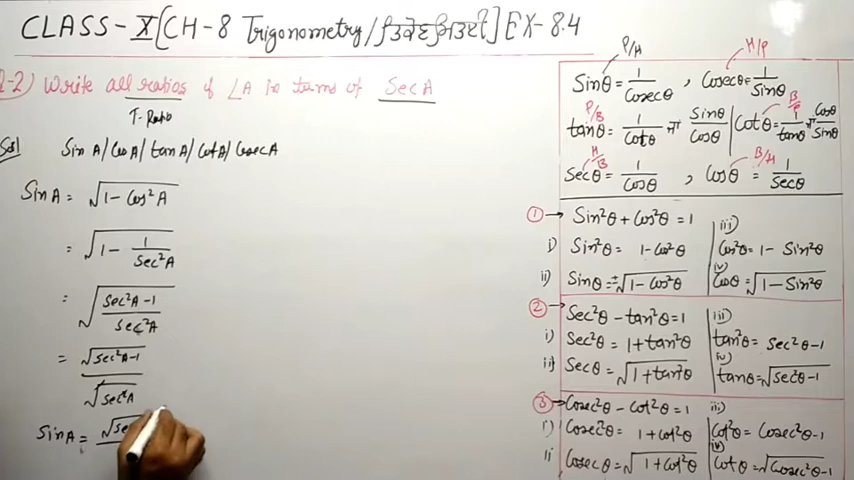 CLASS - X [CH-8 Trigonometry/त्रिकोणमिति] EX-8.4
Q-2) Write all ratios of ∠A in tems of Sec A
T-Ratio
Sol
Sin A/ Cos A/ tan A/ Cot A/ Cosec A
Sin A = √1 - Cos²A
= √1 - 1/Sec²A
= √Sec²A - 1/Sec²A
= √Sec²A - 1/√Sec²A
Sin A =
P/H H/P
Sinθ = 1/Cosecθ , Cosecθ = 1/Sinθ
P/B B/P
tanθ = 1/Cotθ = Sinθ/Cosθ | Cotθ = 1/tanθ = Cosθ/Sinθ
H/B B/H
Secθ = 1/Cosθ , Cosθ = 1/Secθ
① → Sin²θ + Cos²θ = 1
i) Sin²θ = 1 - Cos²θ
ii) Sinθ = ±√1 - Cos²θ
iii)
Cos²θ = 1 - Sin²θ
iv)
Cosθ = √1 - Sin²θ
② → Sec²θ - tan²θ = 1
i) Sec²θ = 1 + tan²θ
ii) Secθ = √1 + tan²θ
iii)
tan²θ = Sec²θ - 1
iv)
tanθ = √Sec²θ - 1
③ → Cosec²θ - Cot²θ = 1
i) Cosec²θ = 1 + Cot²θ
ii Cosecθ = √1 + Cot²θ
iii)
Cot²θ = Cosec²θ - 1
iv)
Cotθ = √Cosec²θ - 1